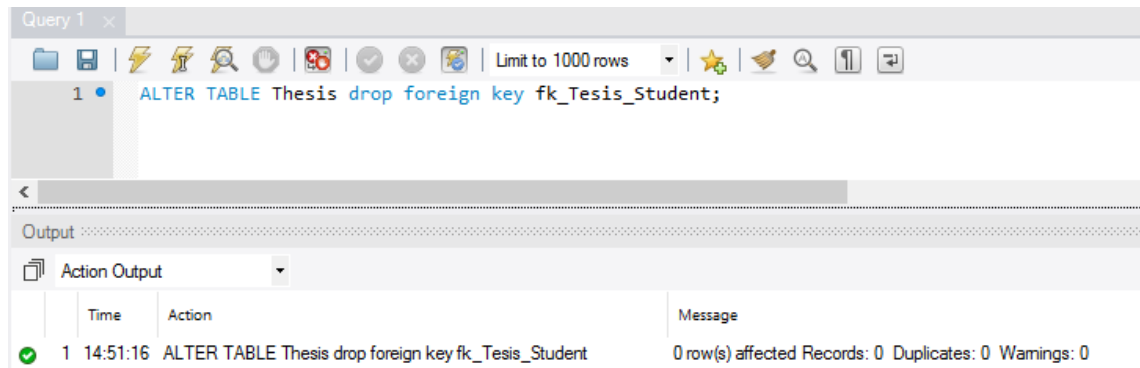 Query 1
Limit to 1000 rows
1 ALTER TABLE Thesis drop foreign key fk_Tesis_Student;
Output
Action Output
Time Action Message
1 14:51:16 ALTER TABLE Thesis drop foreign key fk_Tesis_Student 0 row(s) affected Records: 0 Duplicates: 0 Warnings: 0